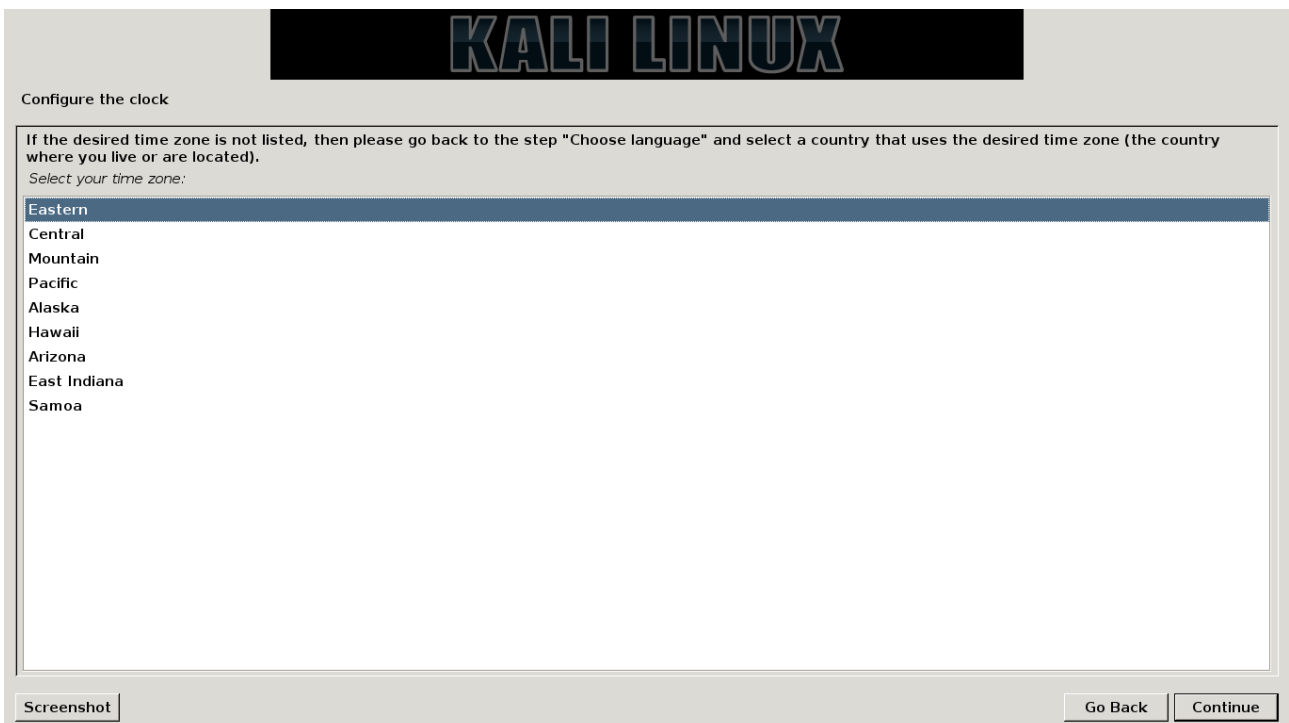 KALI LINUX
Configure the clock
If the desired time zone is not listed, then please go back to the step "Choose language" and select a country that uses the desired time zone (the country
where you live or are located).
Select your time zone:
Eastern
Central
Mountain
Pacific
Alaska
Hawaii
Arizona
East Indiana
Samoa
Screenshot
Go Back
Continue